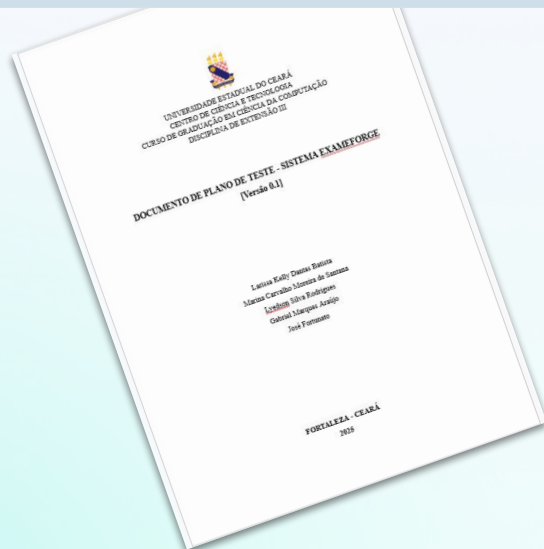 UNIVERSIDADE ESTADUAL DO CEARÁ
CENTRO DE CIÊNCIA E TECNOLOGIA
CURSO DE GRADUAÇÃO EM CIÊNCIA DA COMPUTAÇÃO
DISCIPLINA DE EXTENSÃO III
DOCUMENTO DE PLANO DE TESTE - SISTEMA EXAMEFORGE
[Versão 0.1]
Larissa Kelly Dantas Batista
Marina Carvalho Moreira de Santana
Lyedson Silva Rodrigues
Gabriel Marques Araújo
José Fortunato
FORTALEZA - CEARÁ
2025